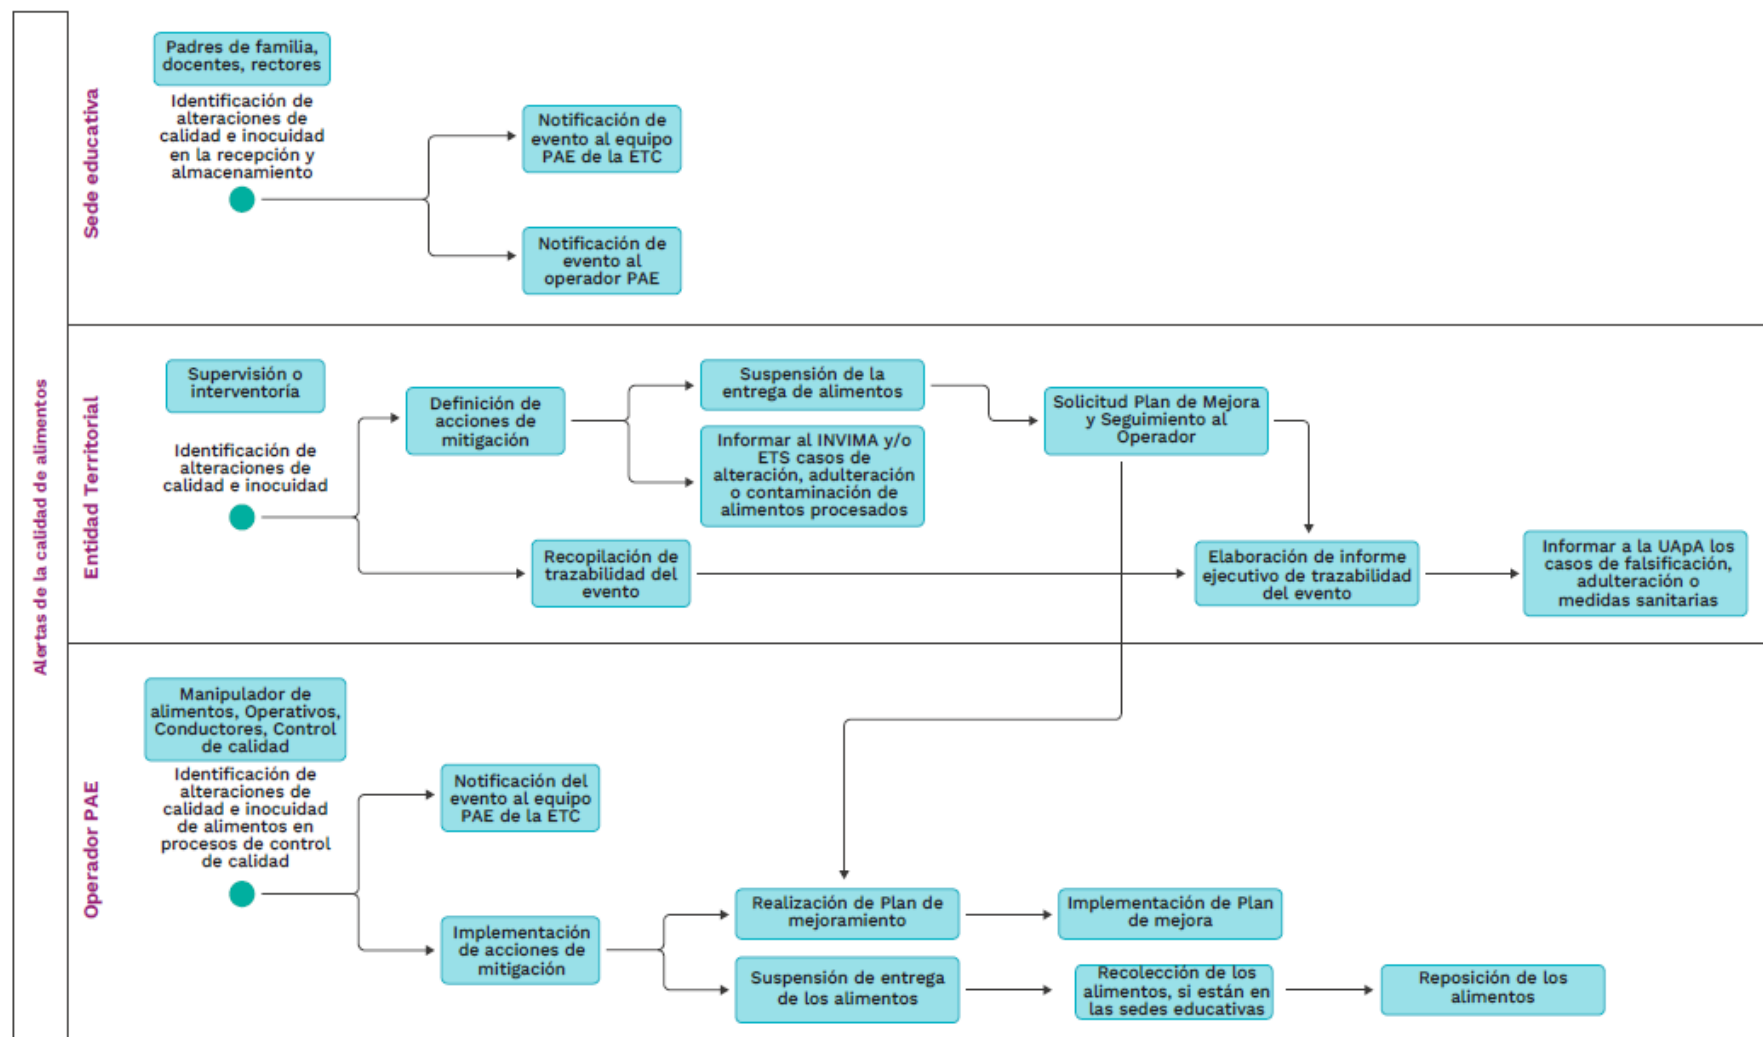 Alertas de la calidad de alimentos
Sede educativa
Padres de familia,
docentes, rectores
Identificación de
alteraciones de
calidad e inocuidad
en la recepción y
almacenamiento
Notificación de
evento al equipo
PAE de la ETC
Notificación de
evento al
operador PAE
Entidad Territorial
Supervisión o
interventoría
Identificación de
alteraciones de
calidad e inocuidad
Definición de
acciones de
mitigación
Suspensión de la
entrega de alimentos
Informar al INVIMA y/o
ETS casos de
alteración, adulteración
o contaminación de
alimentos procesados
Solicitud Plan de Mejora
y Seguimiento al
Operador
Recopilación de
trazabilidad del
evento
Elaboración de informe
ejecutivo de trazabilidad
del evento
Informar a la UApA los
casos de falsificación,
adulteración o
medidas sanitarias
Operador PAE
Manipulador de
alimentos, Operativos,
Conductores, Control
de calidad
Identificación de
alteraciones de
calidad e inocuidad
de alimentos en
procesos de control
de calidad
Notificación del
evento al equipo
PAE de la ETC
Implementación
de acciones de
mitigación
Realización de Plan de
mejoramiento
Implementación de Plan
de mejora
Suspensión de entrega
de los alimentos
Recolección de los
alimentos, si están en
las sedes educativas
Reposición de los
alimentos